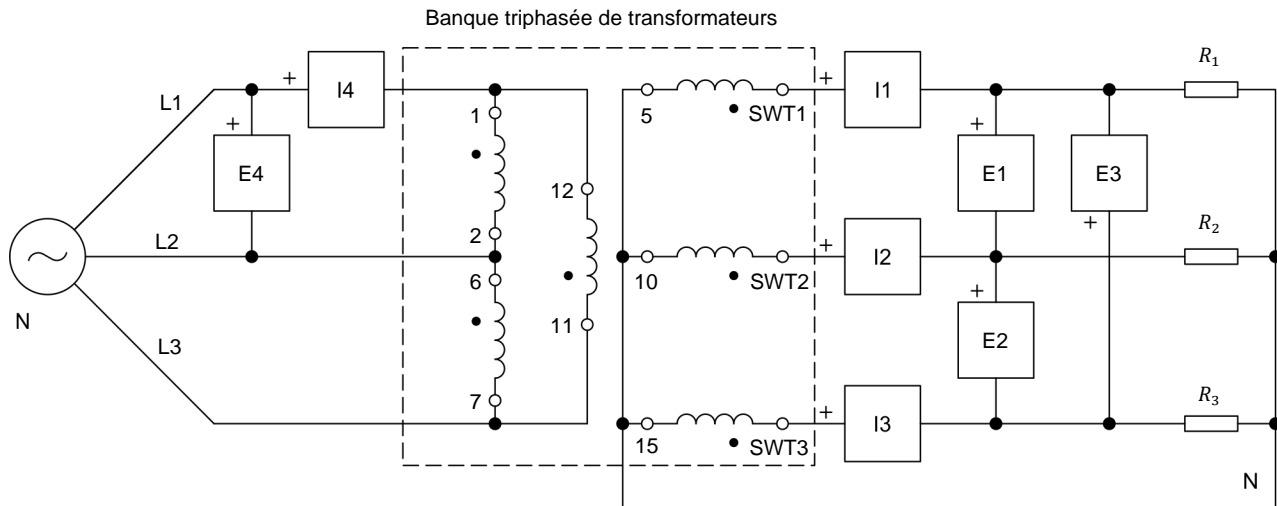 Banque triphasée de transformateurs
L1
L2
L3
N
+
E4
+
I4
1
2
6
7
12
11
5
SWT1
10
SWT2
15
SWT3
+
I1
+
I2
+
I3
+
E1
E3
+
+
E2
R₁
R₂
R₃
N